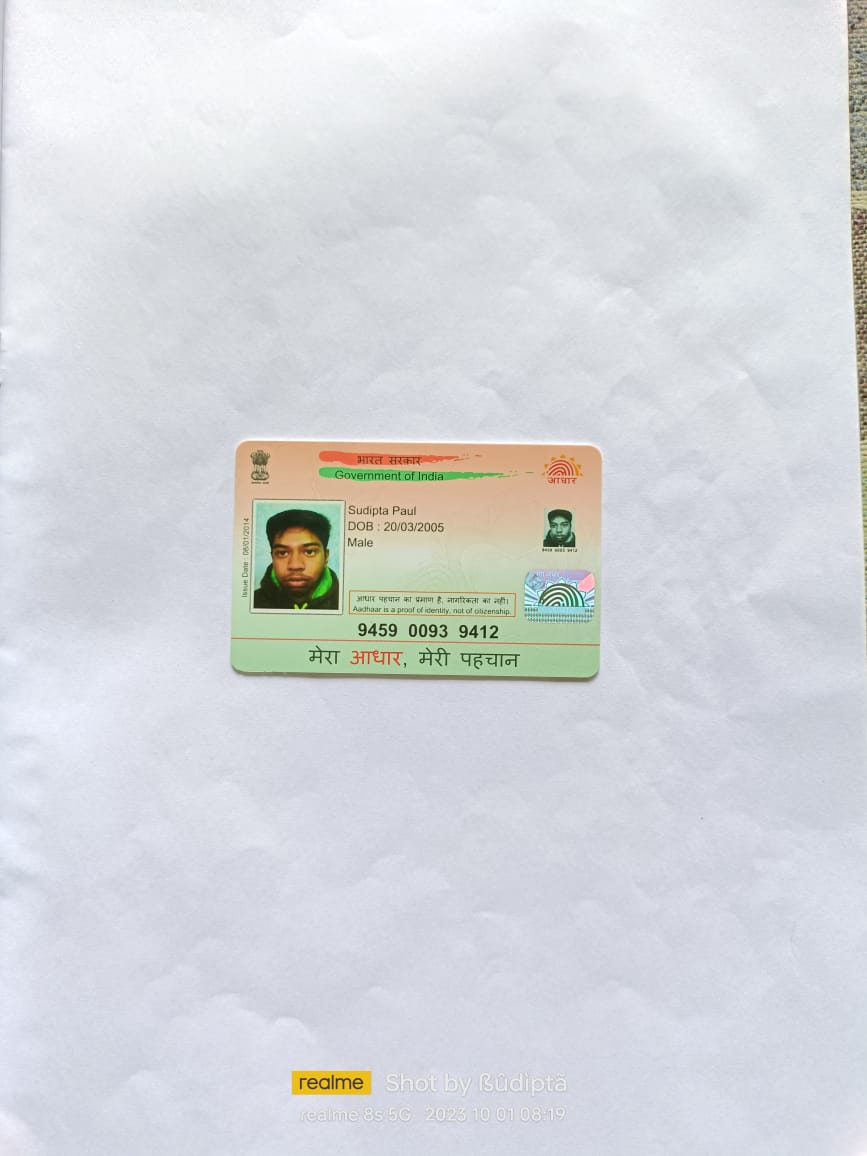 भारत सरकार
Government of India
आधार
Issue Date : 08/01/2014
Sudipta Paul
DOB : 20/03/2005
Male
9459 0093 9412
आधार पहचान का प्रमाण है, नागरिकता का नहीं।
Aadhaar is a proof of identity, not of citizenship.
9459 0093 9412
मेरा आधार, मेरी पहचान
realme Shot by ßûdiptã
realme 8s 5G 2023 10 01 08:19